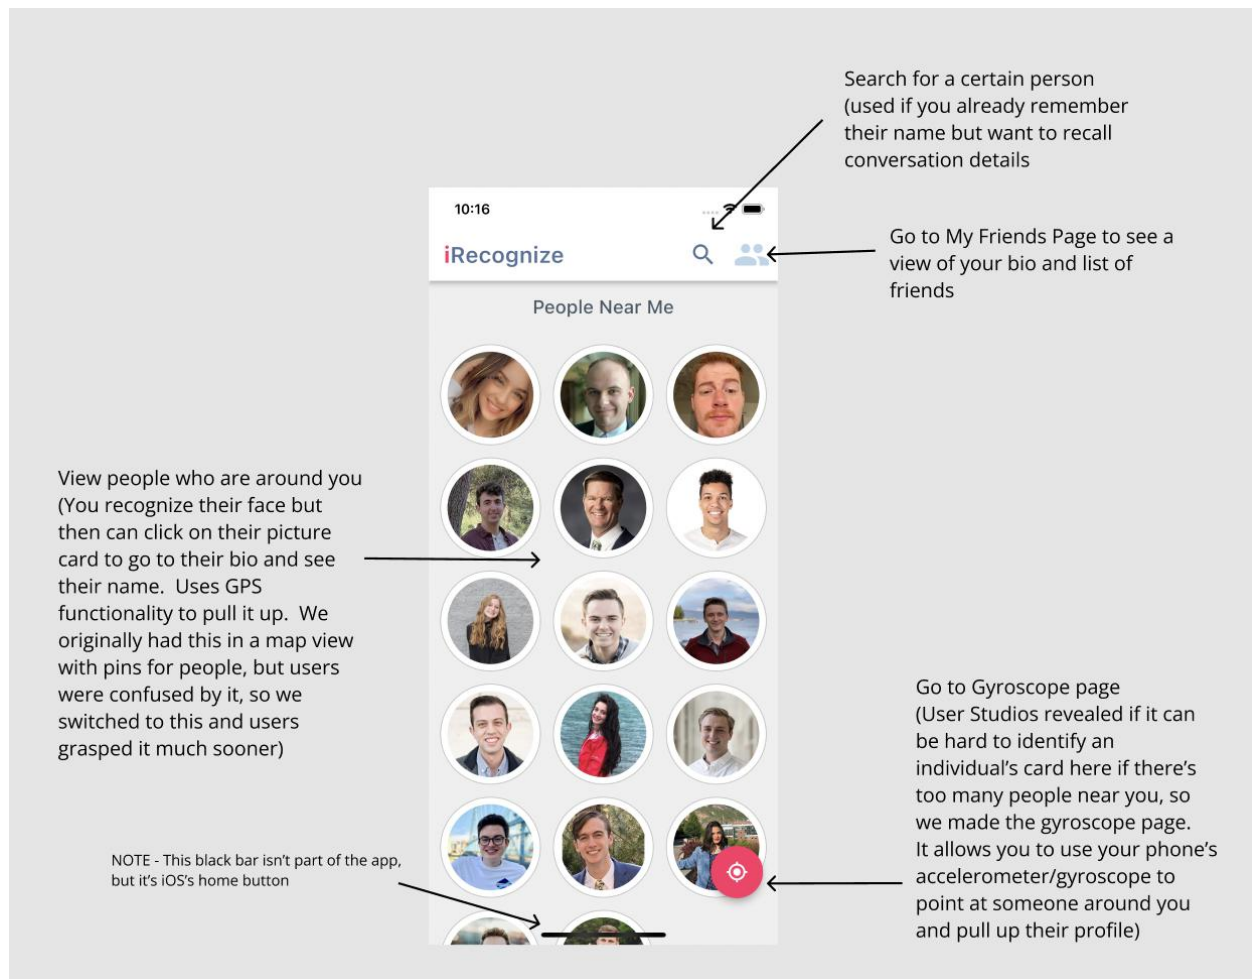 Search for a certain person
(used if you already remember
their name but want to recall
conversation details
10:16
iRecognize
Go to My Friends Page to see a
view of your bio and list of
friends
People Near Me
View people who are around you
(You recognize their face but
then can click on their picture
card to go to their bio and see
their name.  Uses GPS
functionality to pull it up.  We
originally had this in a map view
with pins for people, but users
were confused by it, so we
switched to this and users
grasped it much sooner)
Go to Gyroscope page
(User Studios revealed if it can
be hard to identify an
individual's card here if there's
too many people near you, so
we made the gyroscope page.
It allows you to use your phone's
accelerometer/gyroscope to
point at someone around you
and pull up their profile)
NOTE - This black bar isn't part of the app,
but it's iOS's home button